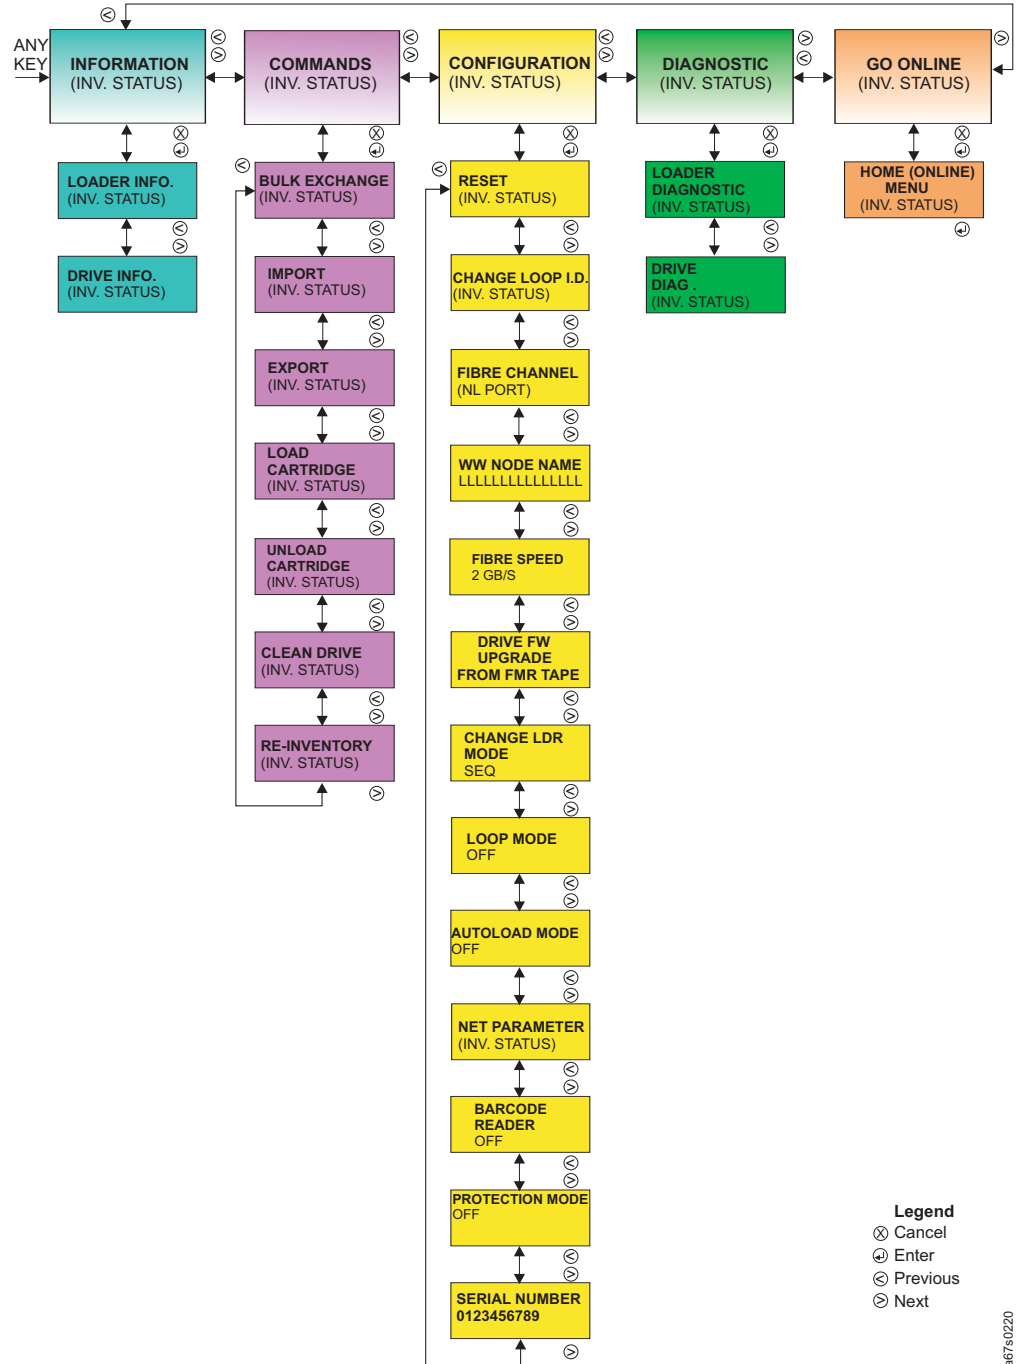 ANY
KEY
INFORMATION
(INV. STATUS)
COMMANDS
(INV. STATUS)
CONFIGURATION
(INV. STATUS)
DIAGNOSTIC
(INV. STATUS)
GO ONLINE
(INV. STATUS)
LOADER INFO.
(INV. STATUS)
DRIVE INFO.
(INV. STATUS)
BULK EXCHANGE
(INV. STATUS)
IMPORT
(INV. STATUS)
EXPORT
(INV. STATUS)
LOAD
CARTRIDGE
(INV. STATUS)
UNLOAD
CARTRIDGE
(INV. STATUS)
CLEAN DRIVE
(INV. STATUS)
RE-INVENTORY
(INV. STATUS)
RESET
(INV. STATUS)
CHANGE LOOP I.D.
(INV. STATUS)
FIBRE CHANNEL
(NL PORT)
WW NODE NAME
LLLLLLLLLLLLLLL
FIBRE SPEED
2 GB/S
DRIVE FW
UPGRADE
FROM FMR TAPE
CHANGE LDR
MODE
SEQ
LOOP MODE
OFF
AUTOLOAD MODE
OFF
NET PARAMETER
(INV. STATUS)
BARCODE
READER
OFF
PROTECTION MODE
OFF
SERIAL NUMBER
0123456789
LOADER
DIAGNOSTIC
(INV. STATUS)
DRIVE
DIAG .
(INV. STATUS)
HOME (ONLINE)
MENU
(INV. STATUS)
Legend
Cancel
Enter
Previous
Next
a67s0220